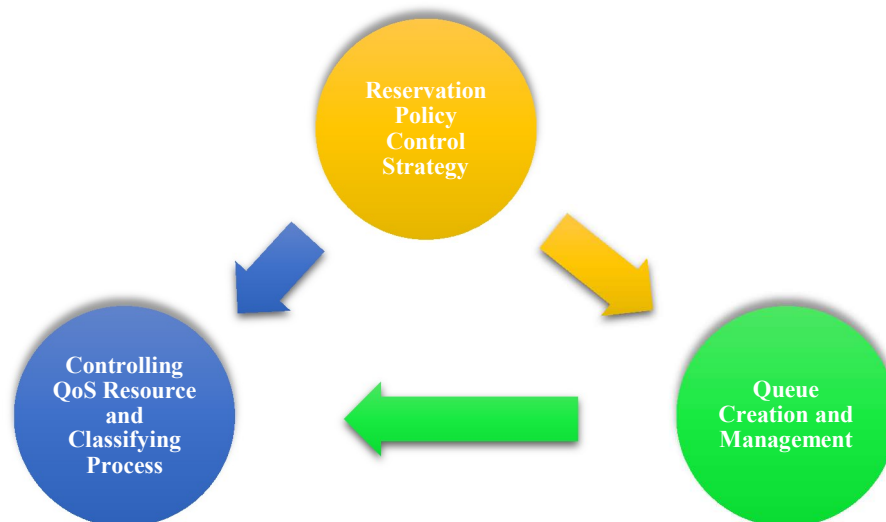 Reservation
Policy
Control
Strategy
Controlling
QoS Resource
and
Classifying
Process
Queue
Creation and
Management